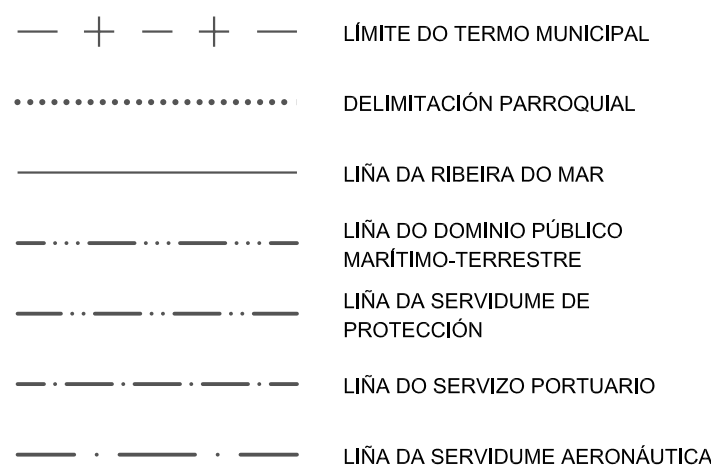 LÍMITE DO TERMO MUNICIPAL
DELIMITACIÓN PARROQUIAL
LIÑA DA RIBEIRA DO MAR
LIÑA DO DOMINIO PÚBLICO
MARÍTIMO-TERRESTRE
LIÑA DA SERVIDUME DE
PROTECCIÓN
LIÑA DO SERVIZO PORTUARIO
LIÑA DA SERVIDUME AERONÁUTICA